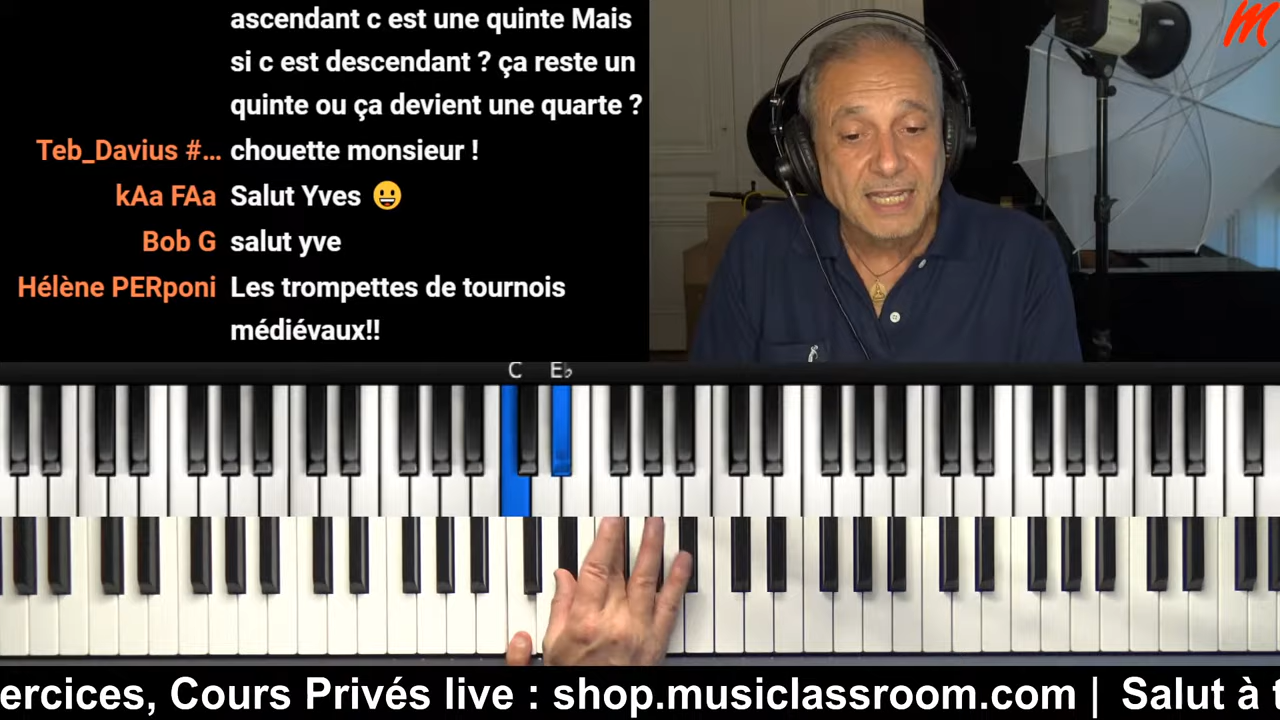 ascendant c est une quinte Mais
si c est descendant ? ça reste un
quinte ou ça devient une quarte ?
Teb_Davius #… chouette monsieur !
kAa FAa Salut Yves 😀
Bob G salut yve
Hélène PERponi Les trompettes de tournois
médiévaux!!
M
C E♭
ercices, Cours Privés live : shop.musiclassroom.com | Salut à t